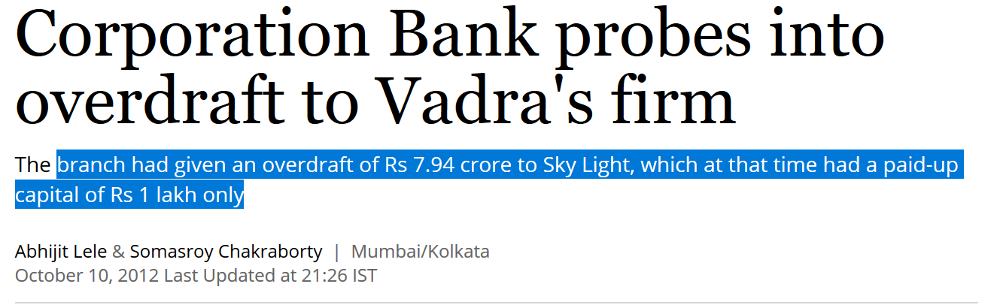 Corporation Bank probes into
overdraft to Vadra's firm
The branch had given an overdraft of Rs 7.94 crore to Sky Light, which at that time had a paid-up
capital of Rs 1 lakh only
Abhijit Lele & Somasroy Chakraborty | Mumbai/Kolkata
October 10, 2012 Last Updated at 21:26 IST